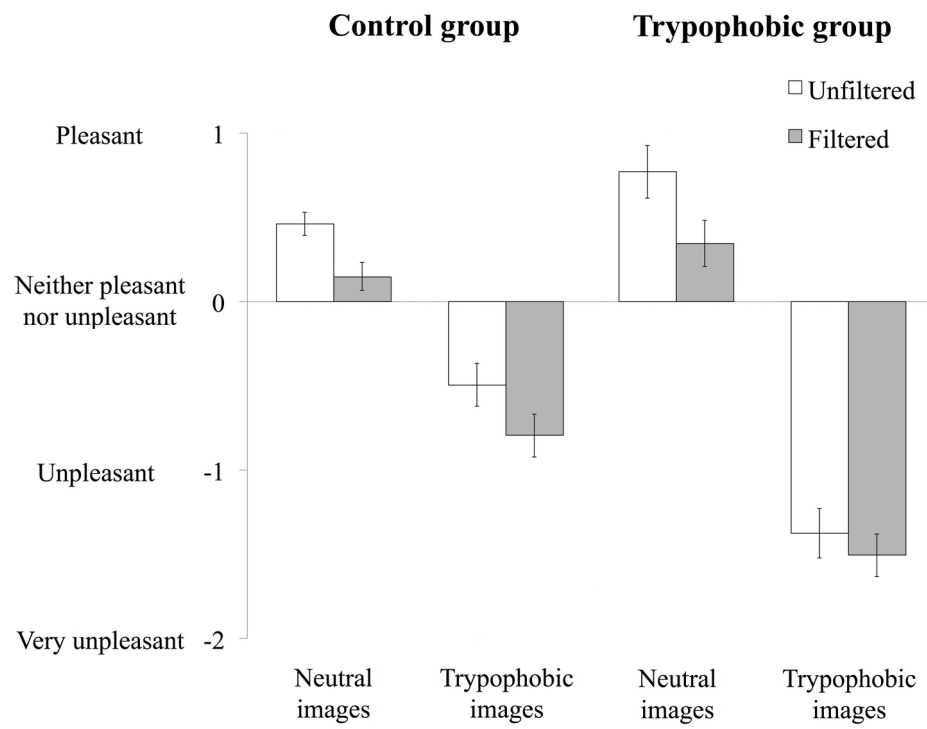 Control group
Trypophobic group
Unfiltered
Filtered
Pleasant
1
Neither pleasant
nor unpleasant
0
Unpleasant
-1
Very unpleasant
-2
Neutral
images
Trypophobic
images
Neutral
images
Trypophobic
images